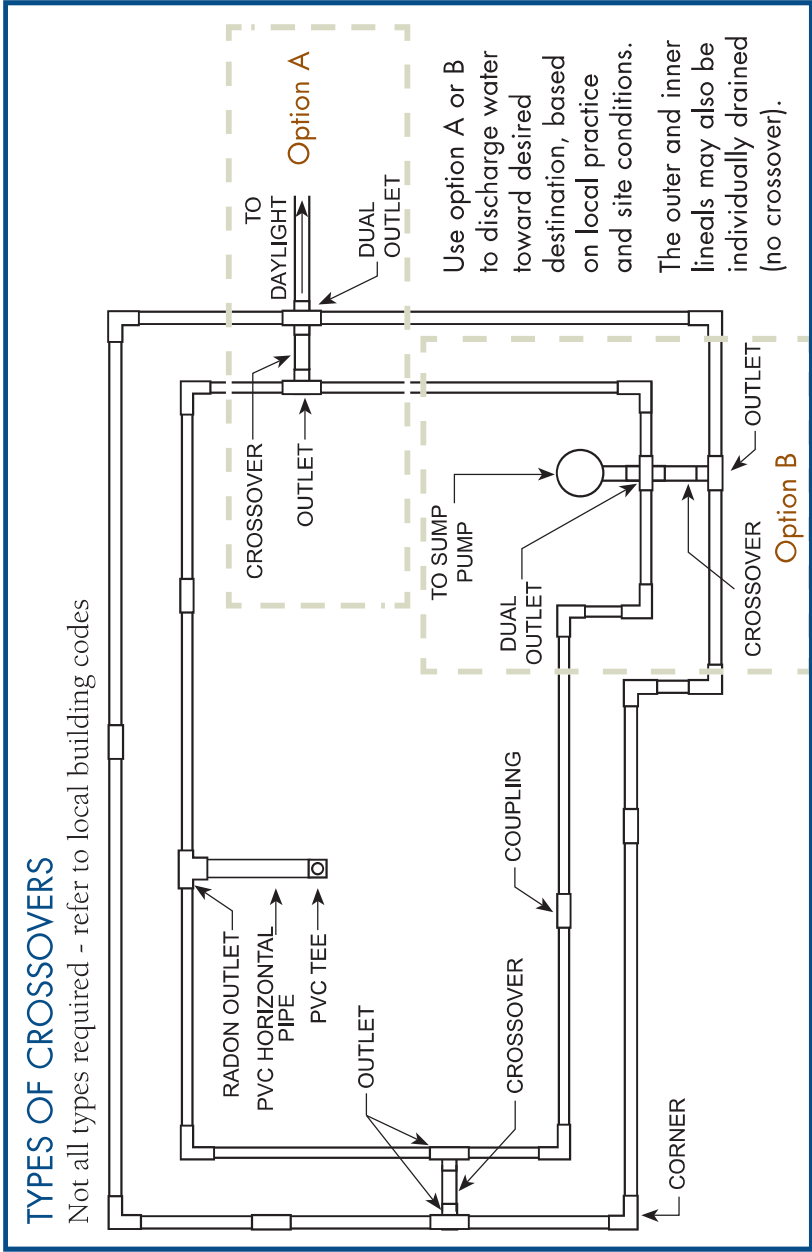 TYPES OF CROSSOVERS
Not all types required - refer to local building codes
RADON OUTLET
PVC HORIZONTAL
PIPE
PVC TEE
OUTLET
CROSSOVER
CORNER
COUPLING
CROSSOVER
OUTLET
TO
DAYLIGHT
DUAL
OUTLET
Option A
TO SUMP
PUMP
DUAL
OUTLET
CROSSOVER
OUTLET
Option B
Use option A or B
to discharge water
toward desired
destination, based
on local practice
and site conditions.
The outer and inner
lineals may also be
individually drained
(no crossover).